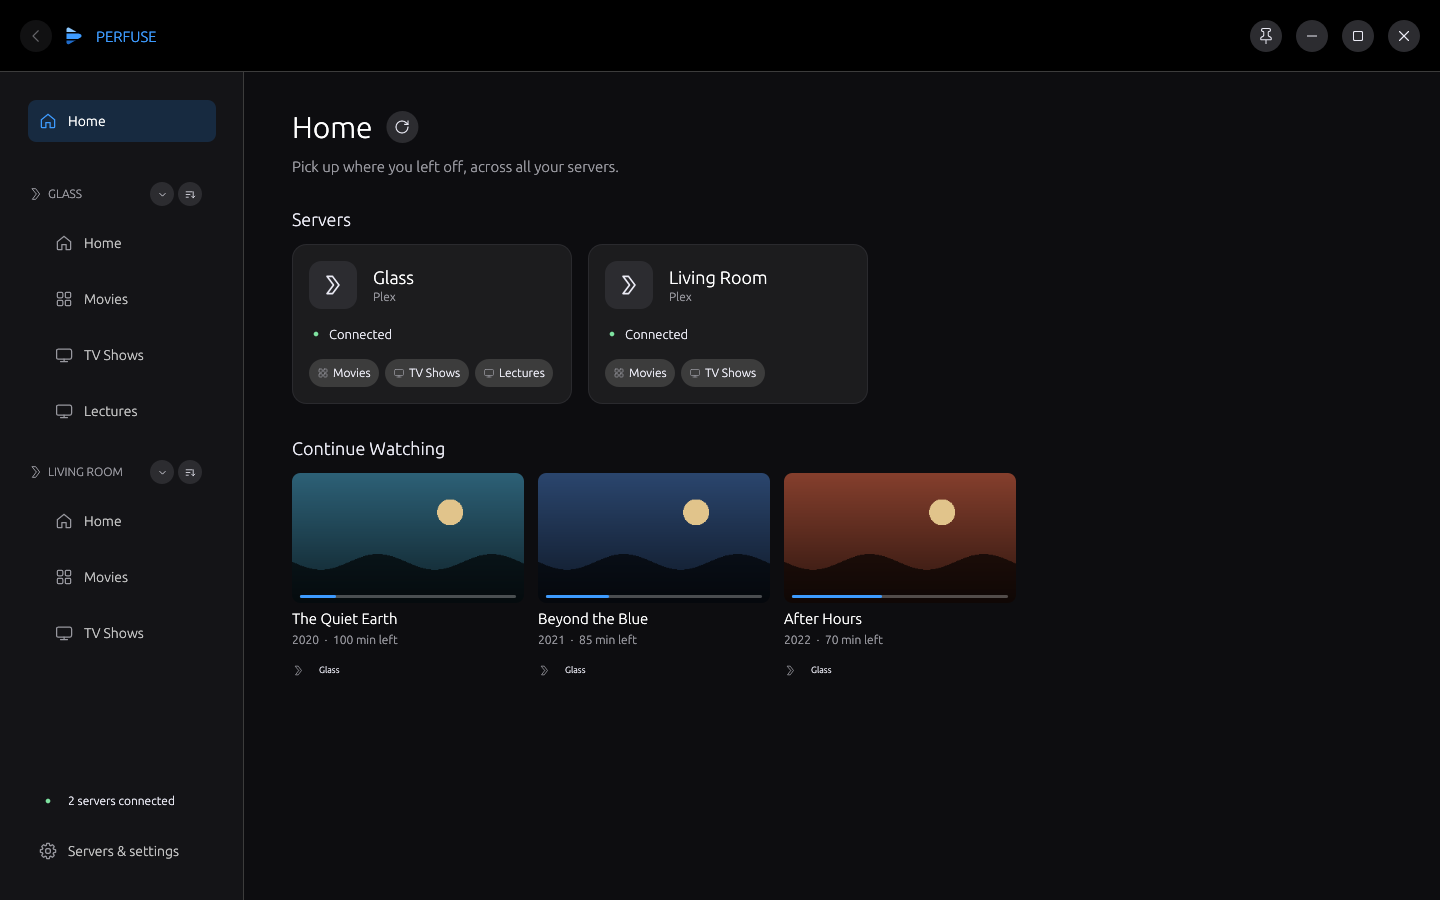 PERFUSE
Home
GLASS
Home
Movies
TV Shows
Lectures
LIVING ROOM
Home
Movies
TV Shows
2 servers connected
Servers & settings
Home
Pick up where you left off, across all your servers.
Servers
Glass
Plex
Connected
Movies TV Shows Lectures
Living Room
Plex
Connected
Movies TV Shows
Continue Watching
The Quiet Earth
2020 · 100 min left
Glass
Beyond the Blue
2021 · 85 min left
Glass
After Hours
2022 · 70 min left
Glass